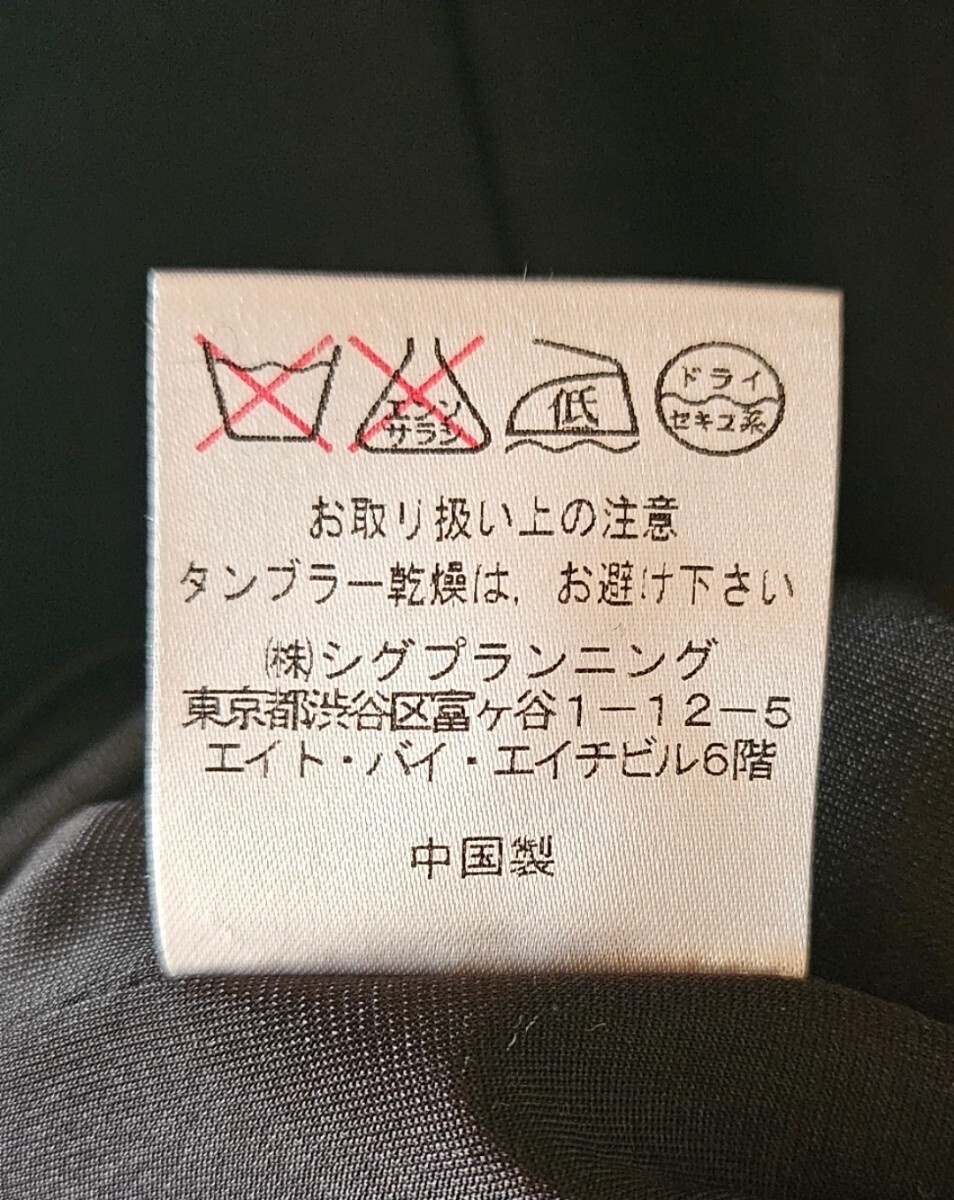 エンソ
サラシ
低
ドライ
セキユ系
お取り扱い上の注意
タンブラー乾燥は、お避け下さい
㈱シグプランニング
東京都渋谷区富ヶ谷1-12-5
エイト・バイ・エイチビル6階
中国製